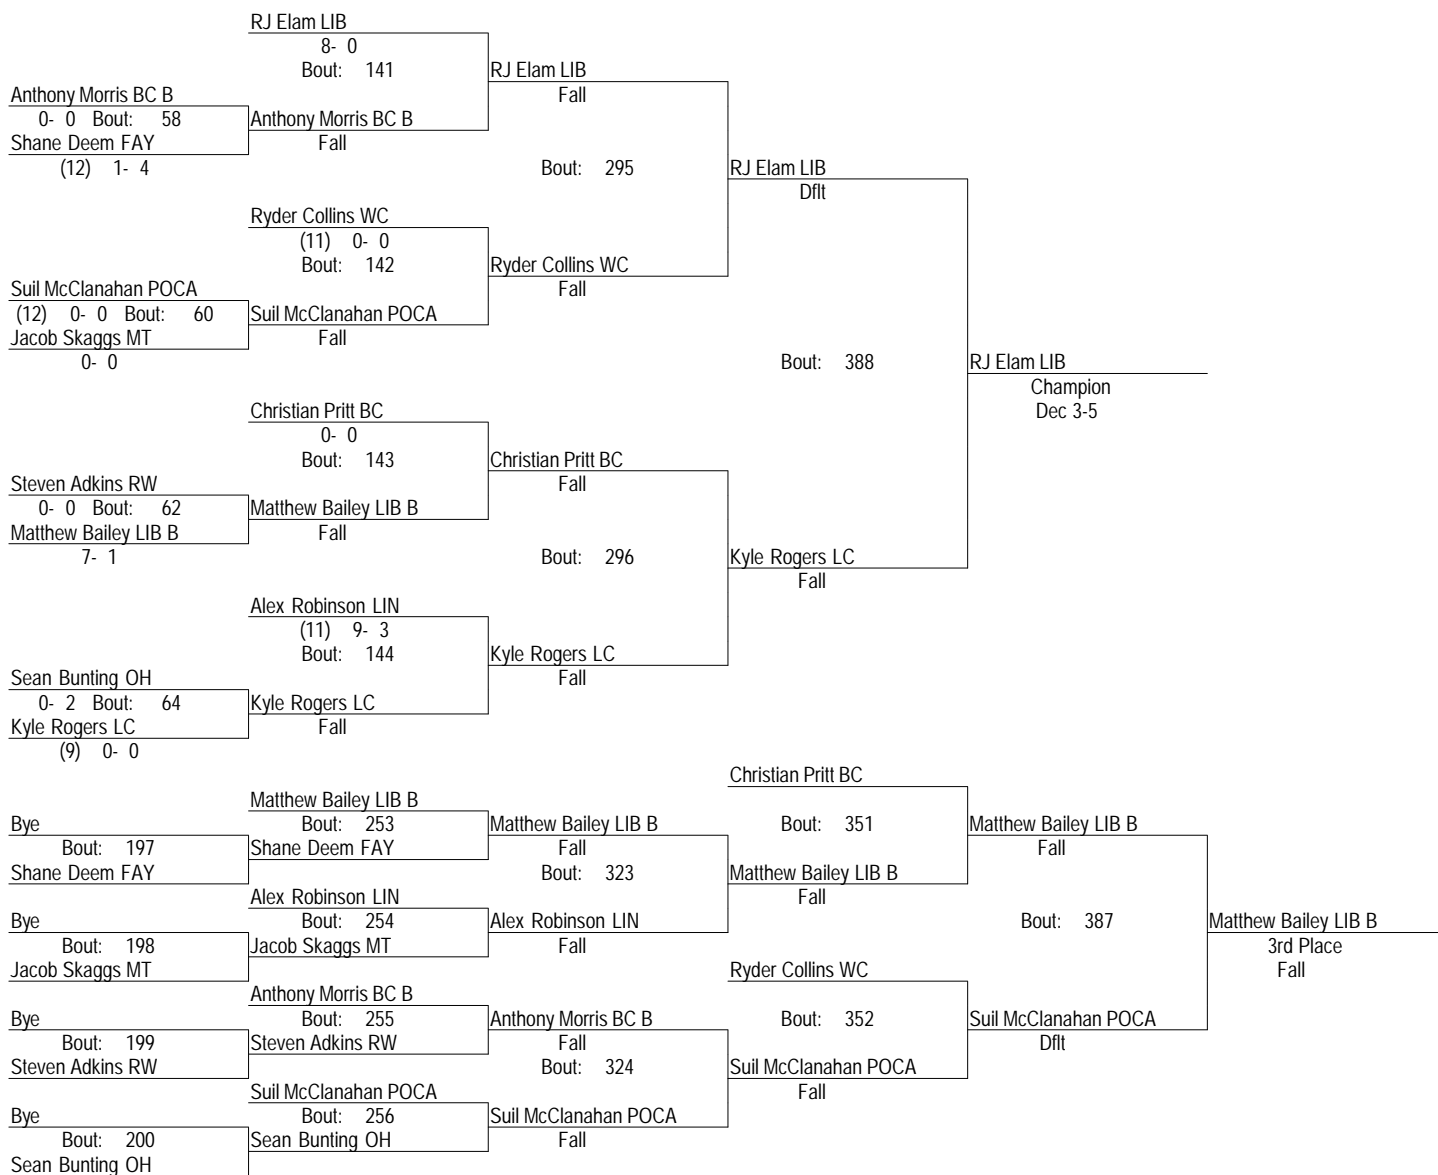 RJ Elam LIB
8- 0
Bout: 141
RJ Elam LIB
Fall
Anthony Morris BC B
0- 0 Bout: 58
Anthony Morris BC B
Shane Deem FAY
Fall
(12) 1- 4
Bout: 295
RJ Elam LIB
Dflt
Ryder Collins WC
(11) 0- 0
Bout: 142
Ryder Collins WC
Fall
Suil McClanahan POCA
(12) 0- 0 Bout: 60
Suil McClanahan POCA
Jacob Skaggs MT
Fall
0- 0
Bout: 388
RJ Elam LIB
Champion
Dec 3-5
Christian Pritt BC
0- 0
Bout: 143
Christian Pritt BC
Fall
Steven Adkins RW
0- 0 Bout: 62
Matthew Bailey LIB B
Matthew Bailey LIB B
Fall
7- 1
Bout: 296
Kyle Rogers LC
Fall
Alex Robinson LIN
(11) 9- 3
Bout: 144
Kyle Rogers LC
Fall
Sean Bunting OH
0- 2 Bout: 64
Kyle Rogers LC
Kyle Rogers LC
Fall
(9) 0- 0
Christian Pritt BC
Matthew Bailey LIB B
Bye
Bout: 253
Matthew Bailey LIB B
Bout: 351
Matthew Bailey LIB B
Bout: 197
Shane Deem FAY
Fall
Fall
Shane Deem FAY
Bout: 323
Matthew Bailey LIB B
Fall
Alex Robinson LIN
Bye
Bout: 254
Alex Robinson LIN
Bout: 387
Matthew Bailey LIB B
Bout: 198
Jacob Skaggs MT
Fall
3rd Place
Jacob Skaggs MT
Ryder Collins WC
Fall
Anthony Morris BC B
Bye
Bout: 255
Anthony Morris BC B
Bout: 352
Suil McClanahan POCA
Bout: 199
Steven Adkins RW
Fall
Dflt
Steven Adkins RW
Bout: 324
Suil McClanahan POCA
Fall
Suil McClanahan POCA
Bye
Bout: 256
Suil McClanahan POCA
Bout: 200
Sean Bunting OH
Fall
Sean Bunting OH